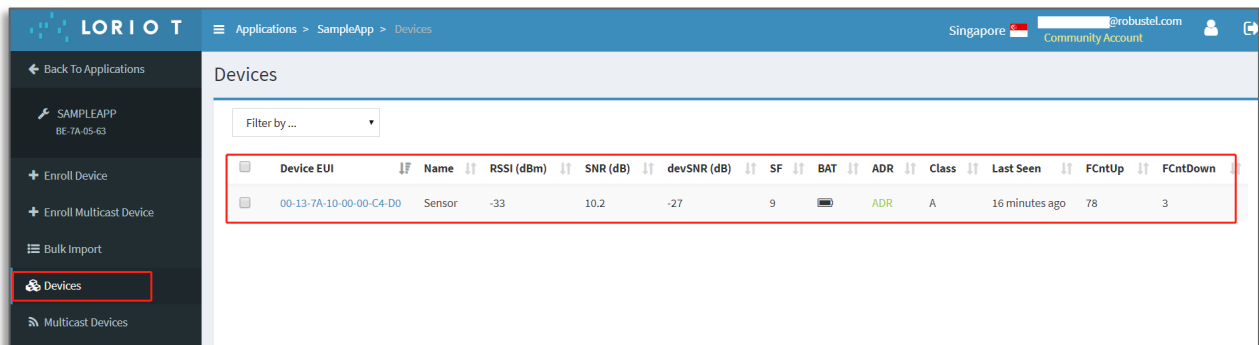 LORIOT
Applications > SampleApp > Devices
Singapore
@robustel.com
Community Account
Back To Applications
SAMPLEAPP
BE-7A-05-63
Enroll Device
Enroll Multicast Device
Bulk Import
Devices
Multicast Devices
Devices
Filter by ...
Device EUI Name RSSI (dBm) SNR (dB) devSNR (dB) SF BAT ADR Class Last Seen FCntUp FCntDown
00-13-7A-10-00-00-C4-D0 Sensor -33 10.2 -27 9 ADR A 16 minutes ago 78 3